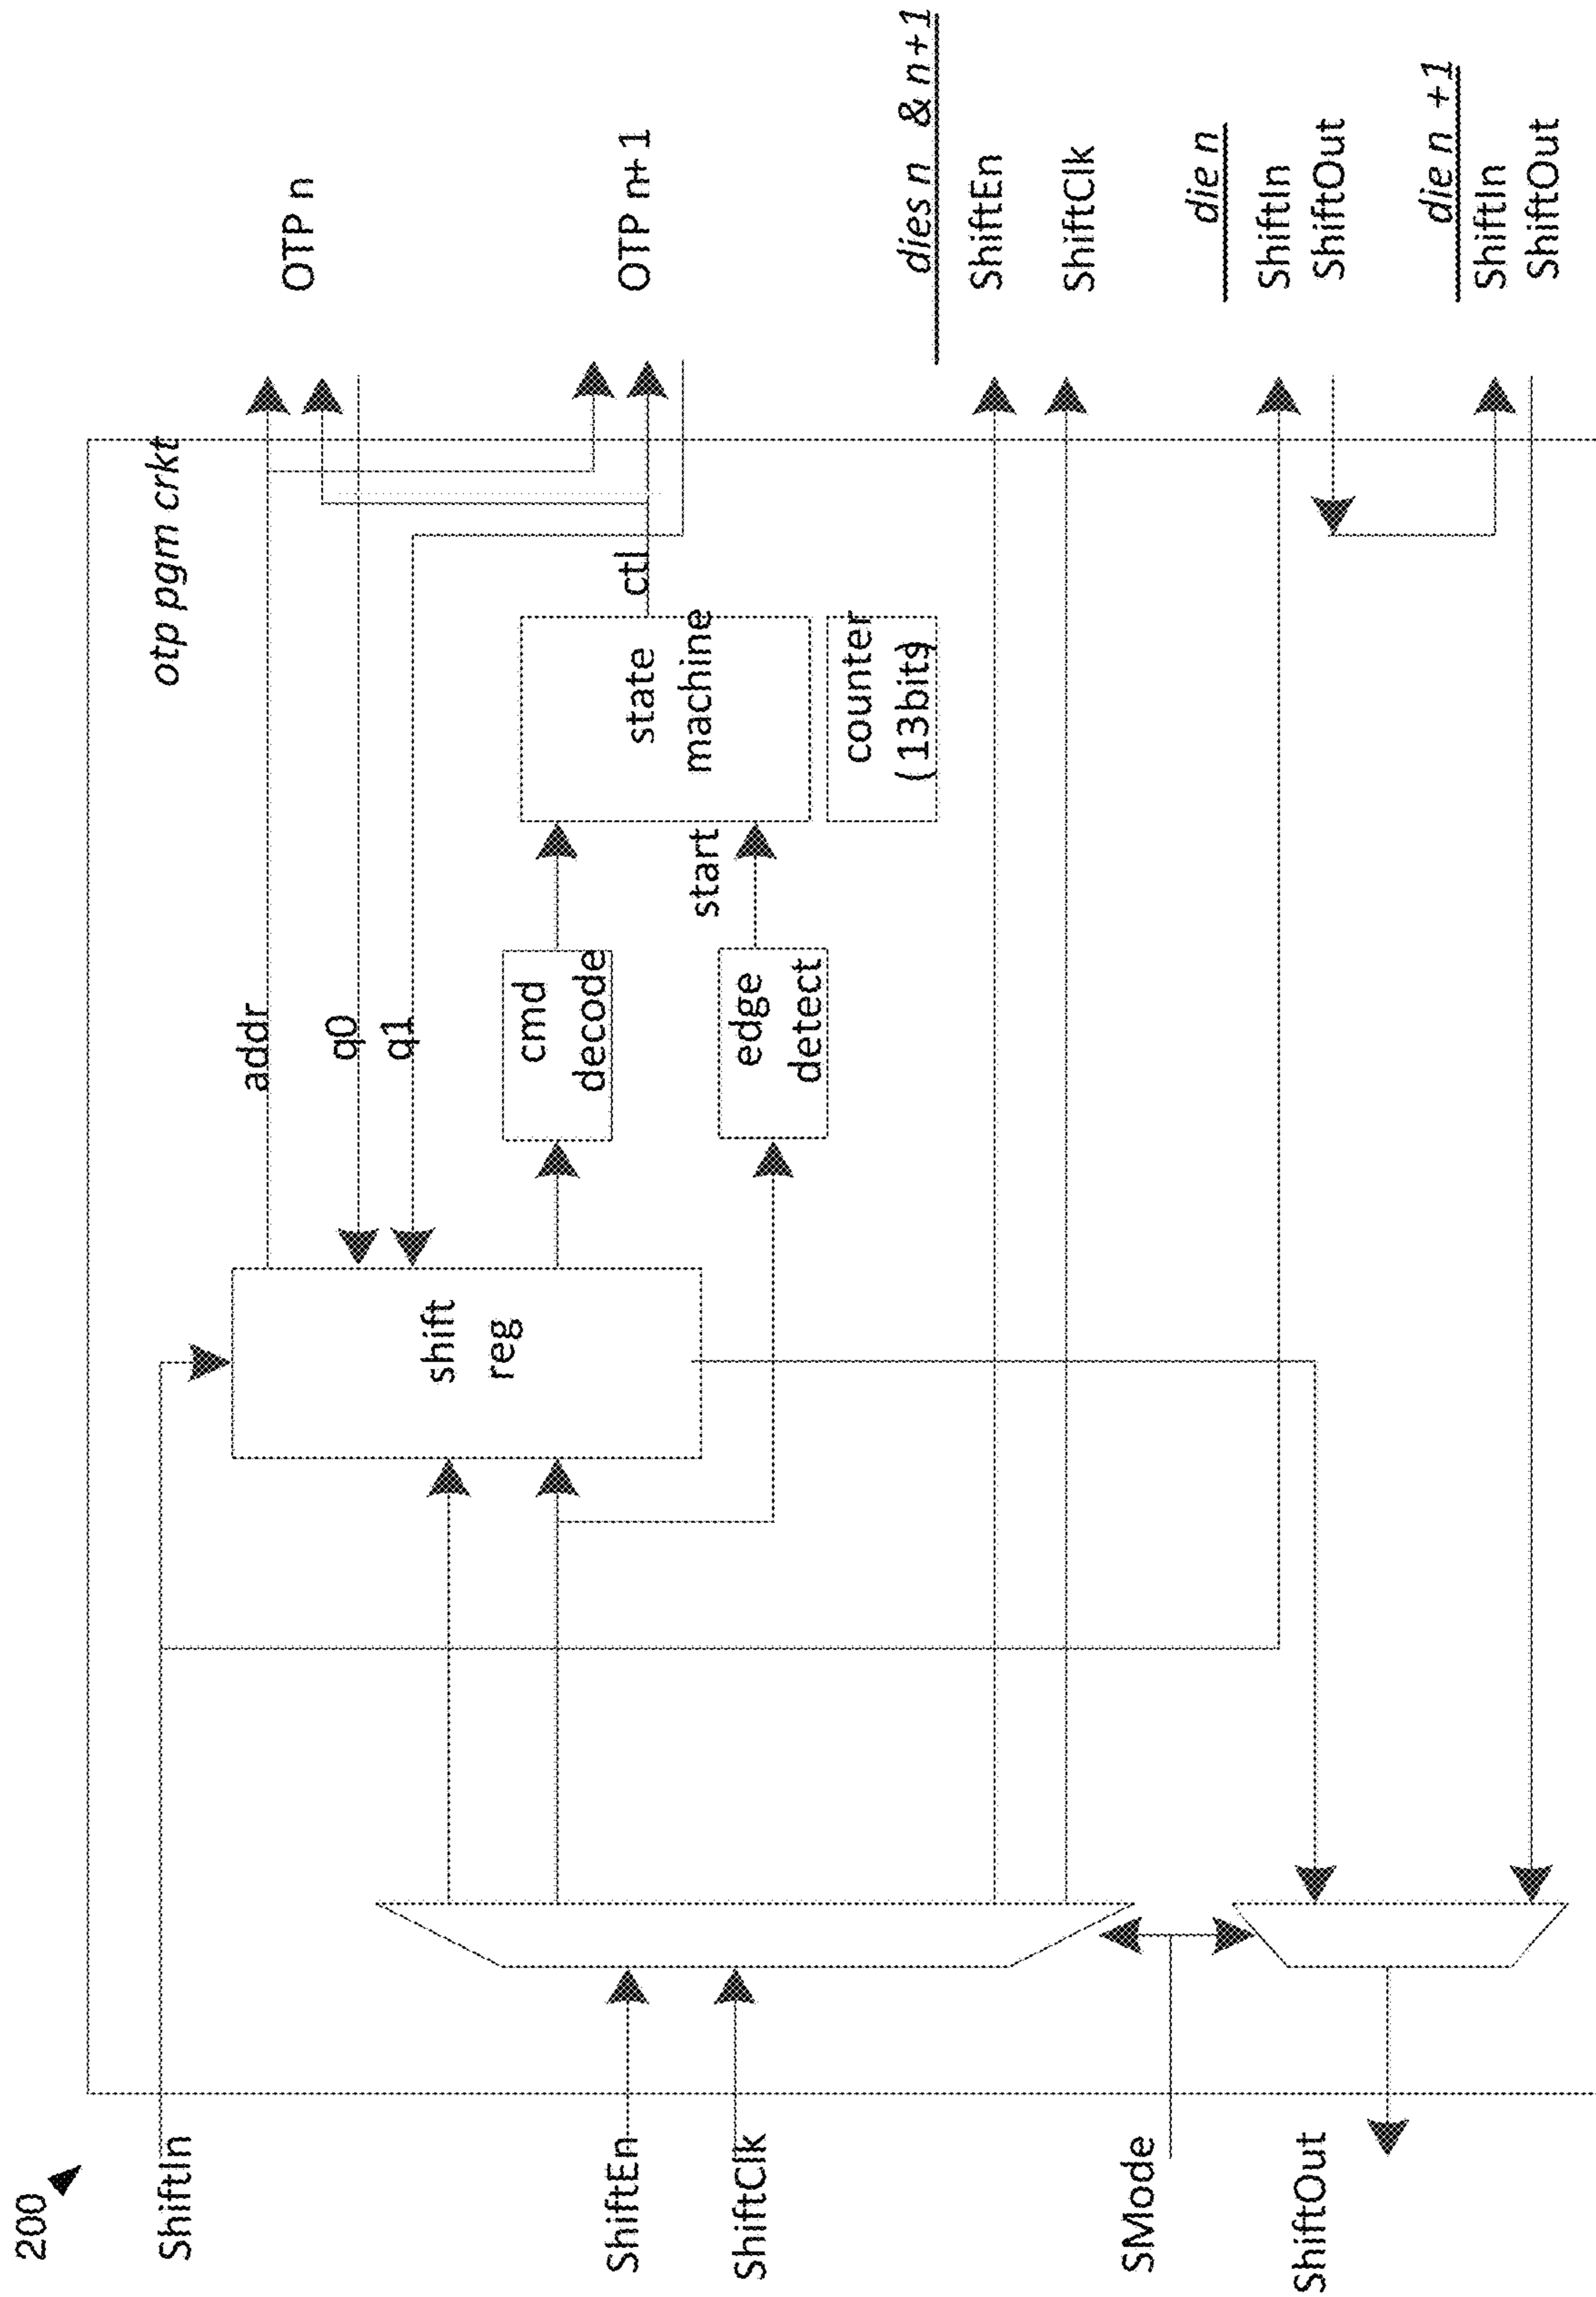 200
ShiftIn
ShiftEn
ShiftClk
SMode
ShiftOut
otp pgm crkt
addr
q0
q1
shift
reg
cmd
decode
edge
detect
start
state
machine
counter
(13bits)
ctl
OTP n
OTP n+1
dies n & n+1
ShiftEn
ShiftClk
die n
ShiftIn
ShiftOut
die n +1
ShiftIn
ShiftOut